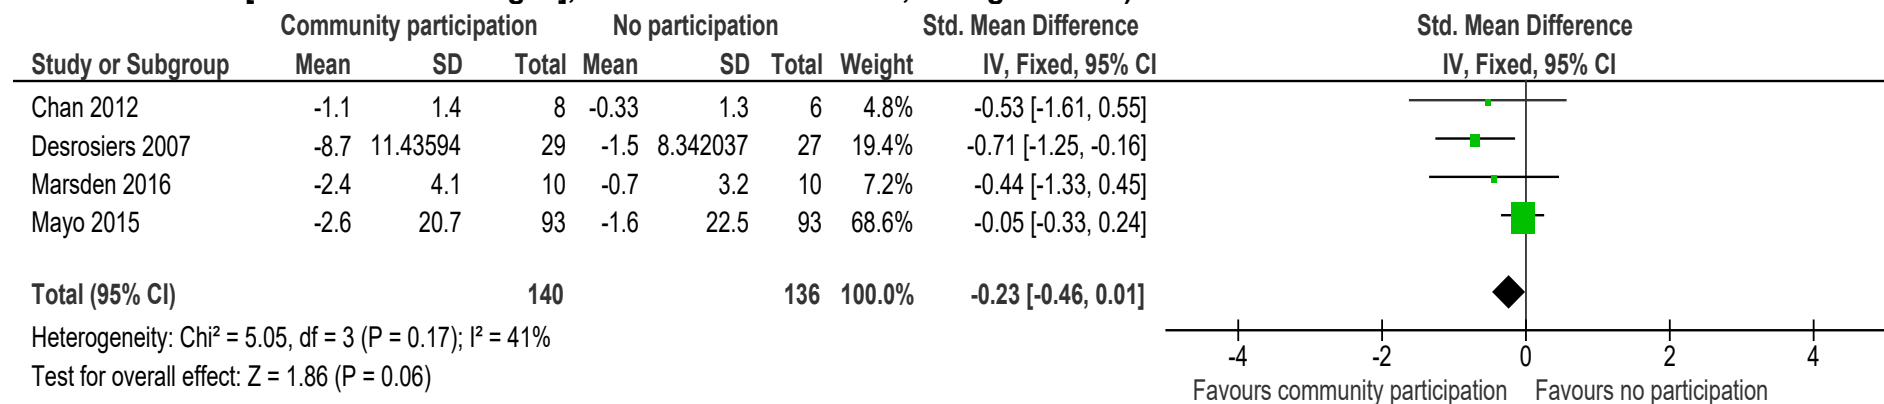 Community participation No participation Std. Mean Difference Std. Mean Difference
Study or Subgroup Mean SD Total Mean SD Total Weight IV, Fixed, 95% CI IV, Fixed, 95% CI
Chan 2012 -1.1 1.4 8 -0.33 1.3 6 4.8% -0.53 [-1.61, 0.55]
Desrosiers 2007 -8.7 11.43594 29 -1.5 8.342037 27 19.4% -0.71 [-1.25, -0.16]
Marsden 2016 -2.4 4.1 10 -0.7 3.2 10 7.2% -0.44 [-1.33, 0.45]
Mayo 2015 -2.6 20.7 93 -1.6 22.5 93 68.6% -0.05 [-0.33, 0.24]
Total (95% CI) 140 136 100.0% -0.23 [-0.46, 0.01]
Heterogeneity: Chi² = 5.05, df = 3 (P = 0.17); I² = 41%
Test for overall effect: Z = 1.86 (P = 0.06)
-4 -2 0 2 4
Favours community participation Favours no participation